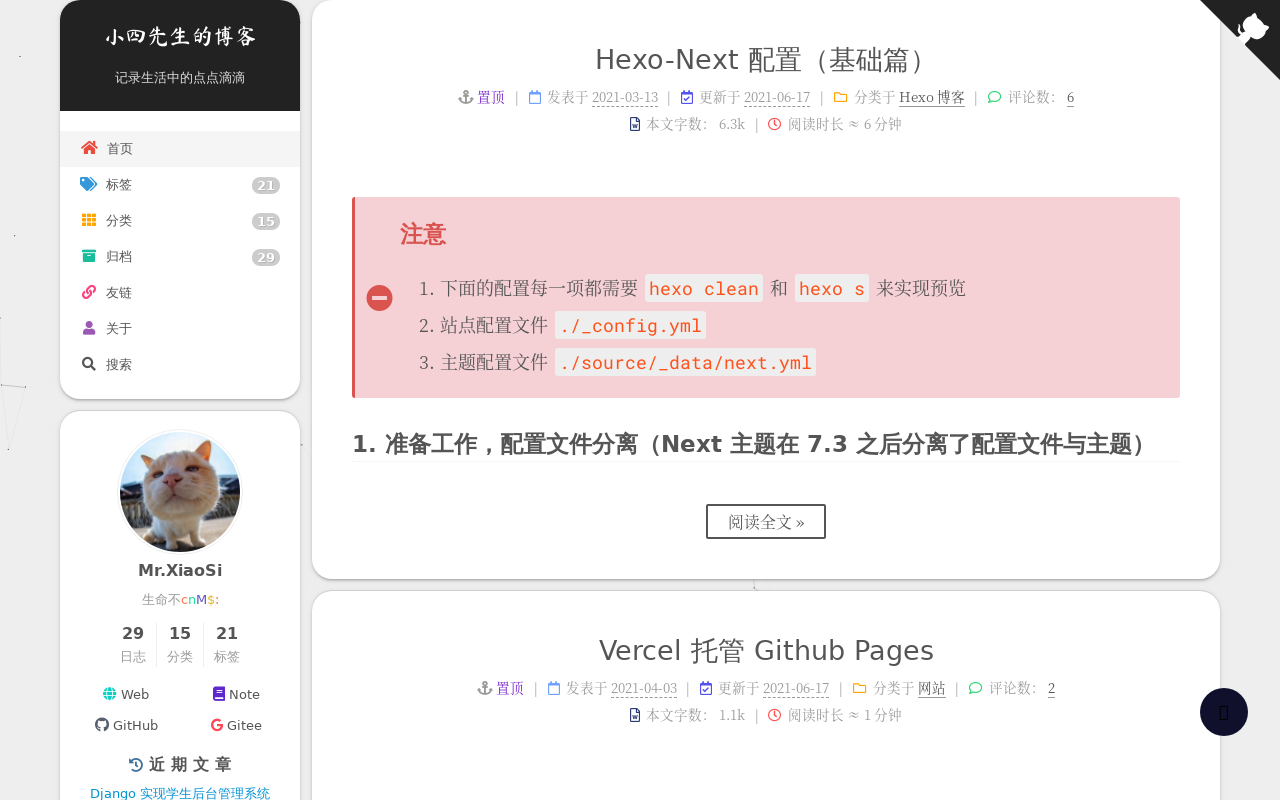 小四先生的博客
记录生活中的点点滴滴
首页
标签 21
分类 15
归档 29
友链
关于
搜索
Mr.XiaoSi
生命不cnM$:
29 15 21
日志 分类 标签
Web Note
GitHub Gitee
近期文章
Django 实现学生后台管理系统
Hexo-Next 配置（基础篇）
置顶 | 发表于 2021-03-13 | 更新于 2021-06-17 | 分类于 Hexo 博客 | 评论数： 6
本文字数： 6.3k | 阅读时长 ≈ 6 分钟
注意
1. 下面的配置每一项都需要 hexo clean 和 hexo s 来实现预览
2. 站点配置文件 ./_config.yml
3. 主题配置文件 ./source/_data/next.yml
1. 准备工作，配置文件分离（Next 主题在 7.3 之后分离了配置文件与主题）
阅读全文 »
Vercel 托管 Github Pages
置顶 | 发表于 2021-04-03 | 更新于 2021-06-17 | 分类于 网站 | 评论数： 2
本文字数： 1.1k | 阅读时长 ≈ 1 分钟